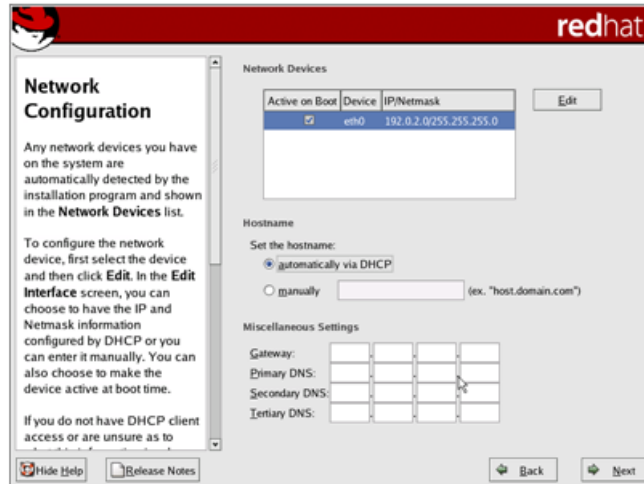 redhat
Network
Configuration
Any network devices you have
on the system are
automatically detected by the
installation program and shown
in the Network Devices list.
To configure the network
device, first select the device
and then click Edit. In the Edit
Interface screen, you can
choose to have the IP and
Netmask information
configured by DHCP or you
can enter it manually. You can
also choose to make the
device active at boot time.
If you do not have DHCP client
access or are unsure as to
Network Devices
Active on Boot Device IP/Netmask
eth0 192.0.2.0/255.255.255.0
Edit
Hostname
Set the hostname:
automatically via DHCP
manually (ex. "host.domain.com")
Miscellaneous Settings
Gateway:
Primary DNS:
Secondary DNS:
Tertiary DNS:
Hide Help
Release Notes
Back
Next